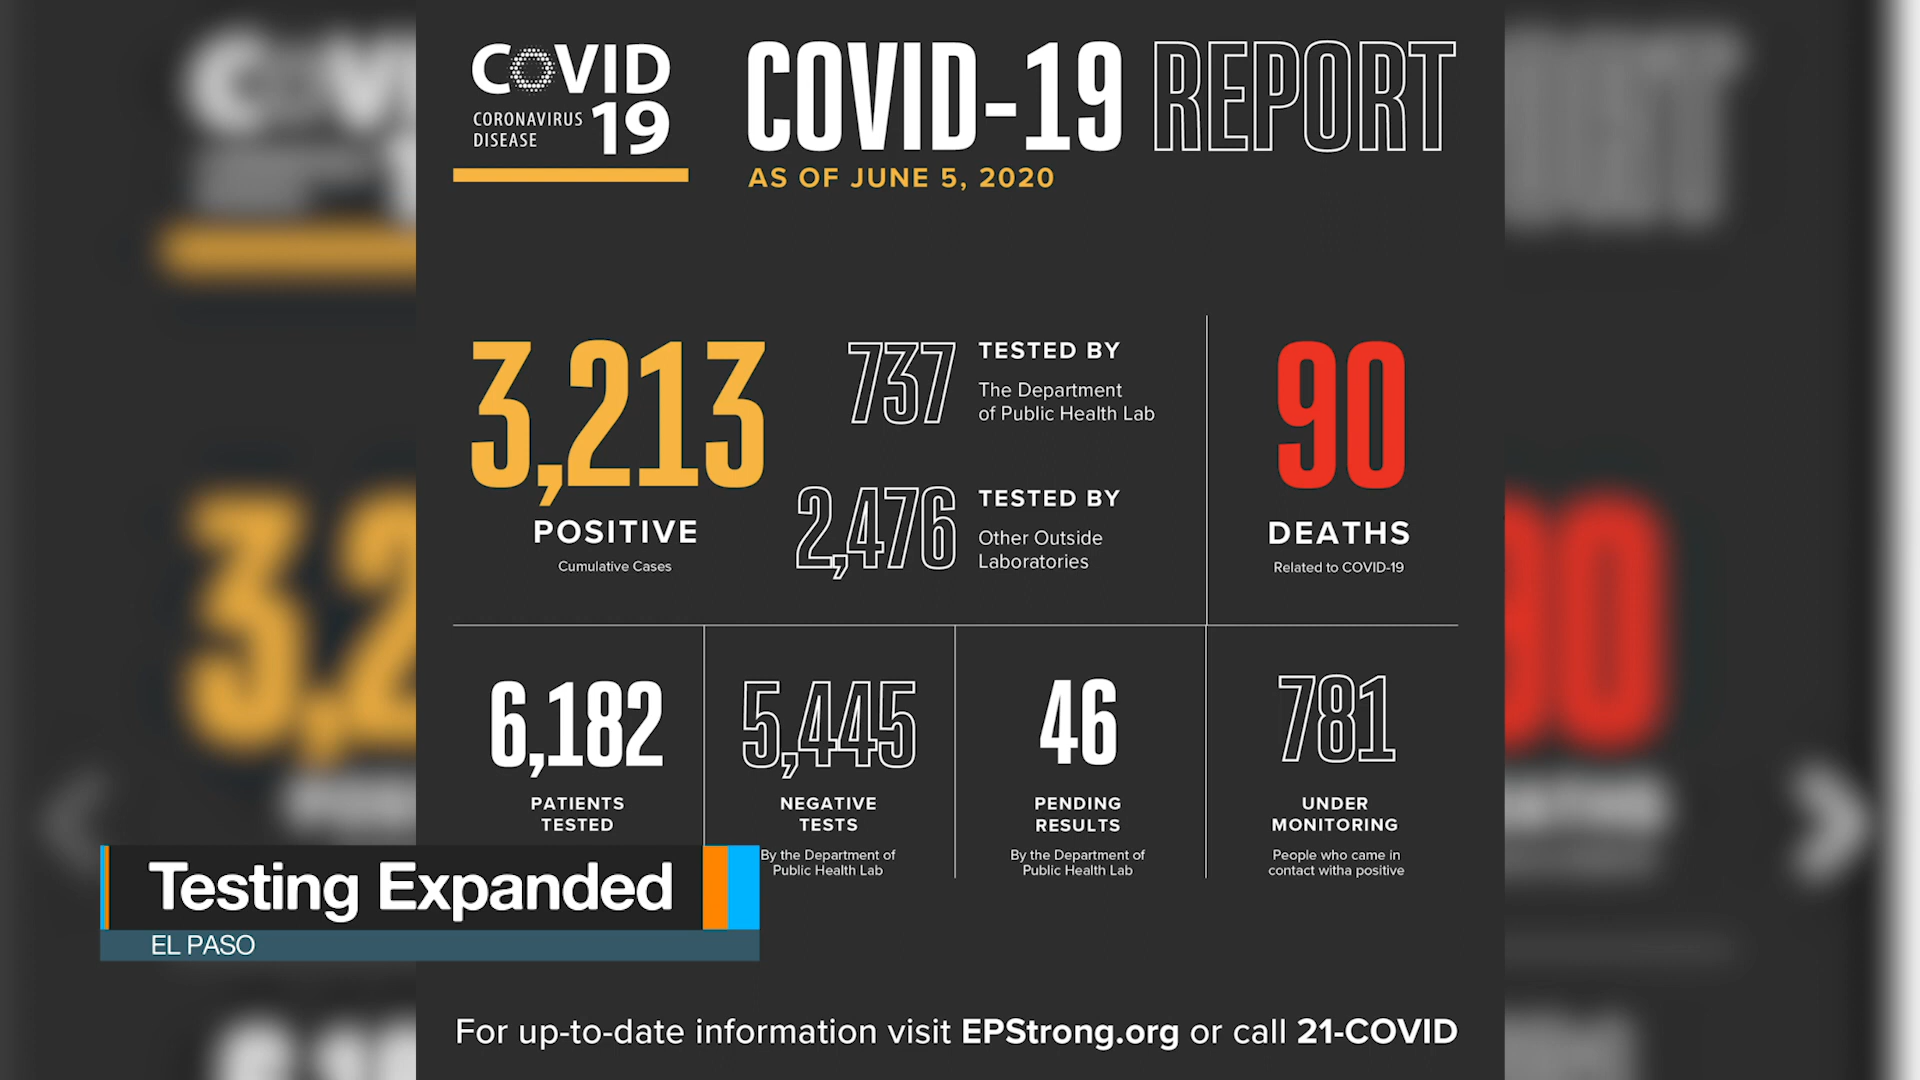 COVID
CORONAVIRUS
DISEASE
19
COVID-19 REPORT
AS OF JUNE 5, 2020
3,213
POSITIVE
Cumulative Cases
737
TESTED BY
The Department
of Public Health Lab
2,476
TESTED BY
Other Outside
Laboratories
90
DEATHS
Related to COVID-19
6,182
PATIENTS
TESTED
5,445
NEGATIVE
TESTS
By the Department of
Public Health Lab
46
PENDING
RESULTS
By the Department of
Public Health Lab
781
UNDER
MONITORING
People who came in
contact witha positive
Testing Expanded
EL PASO
For up-to-date information visit EPStrong.org or call 21-COVID